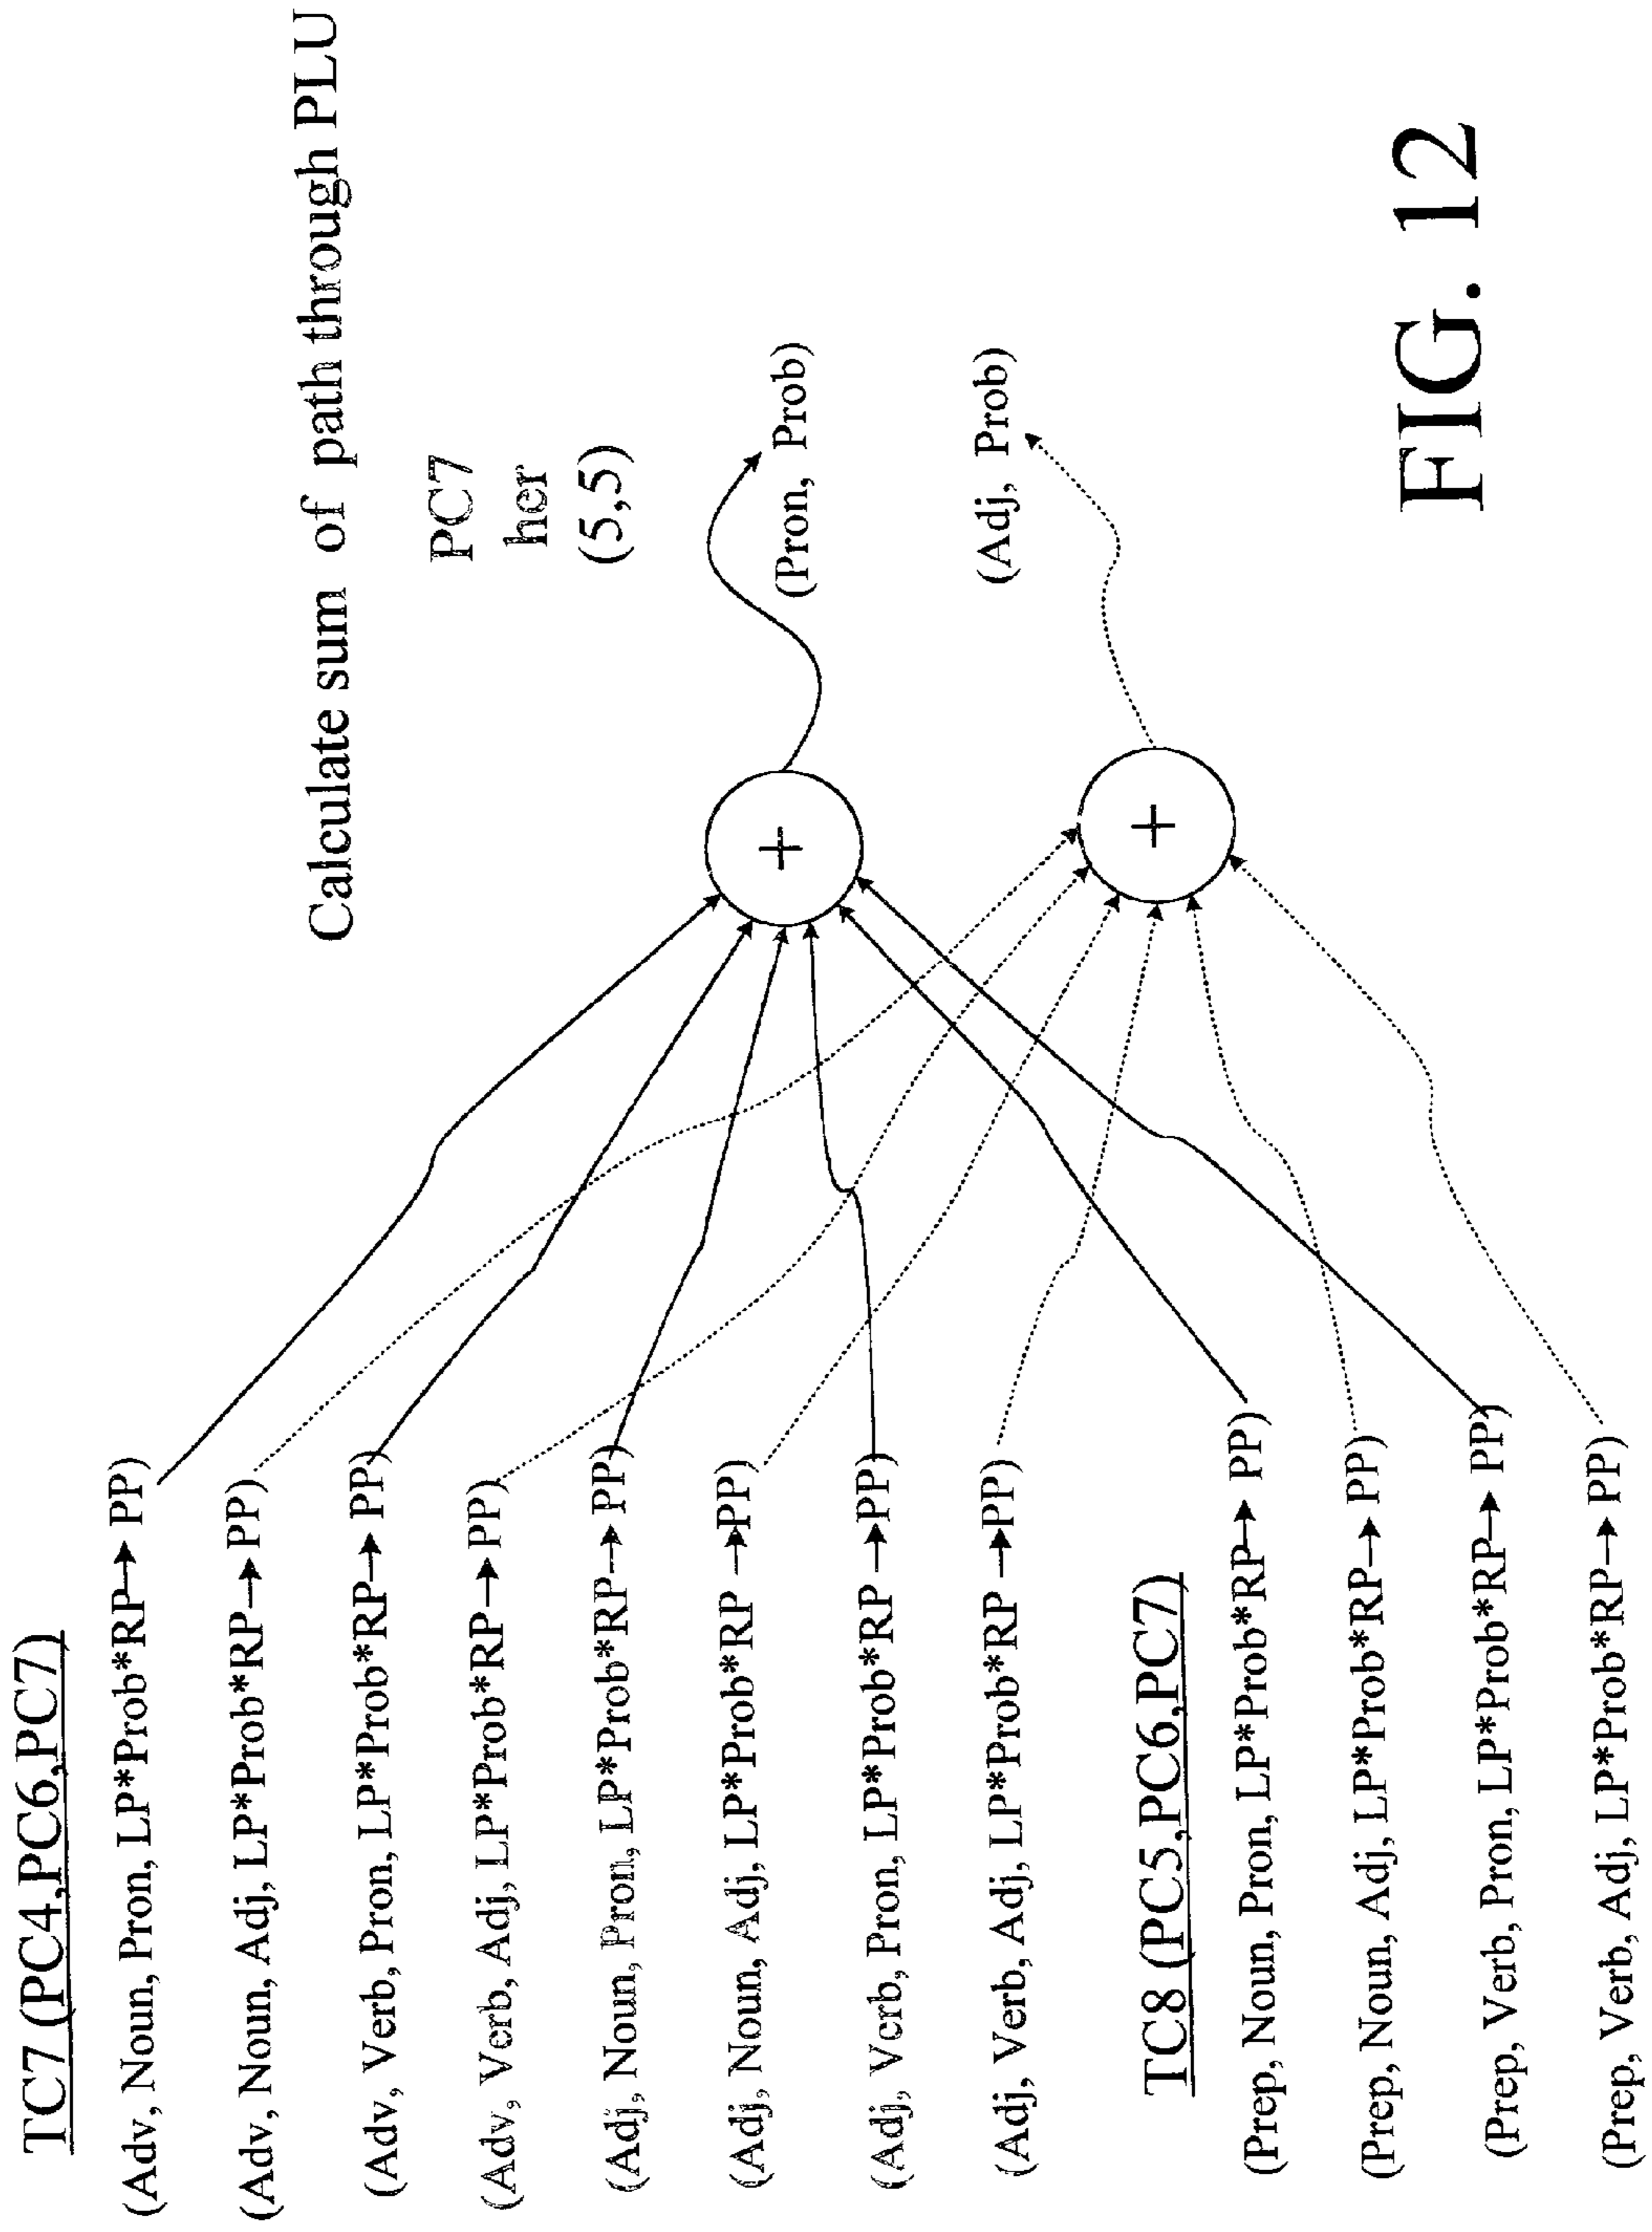 Calculate sum of path through PLU
TC7 (PC4,PC6,PC7)
(Adv, Noun, Pron, LP*Prob*RP→ PP)
(Adv, Noun, Adj, LP*Prob*RP→PP)
(Adv, Verb, Pron, LP*Prob*RP→ PP)
(Adv, Verb, Adj, LP*Prob*RP→PP)
(Adj, Noun, Pron, LP*Prob*RP→ PP)
(Adj, Noun, Adj, LP*Prob*RP →PP)
(Adj, Verb, Pron, LP*Prob*RP →PP)
(Adj, Verb, Adj, LP*Prob*RP →PP)
TC8 (PC5,PC6,PC7)
(Prep, Noun, Pron, LP*Prob*RP→ PP)
(Prep, Noun, Adj, LP*Prob*RP→ PP)
(Prep, Verb, Pron, LP*Prob*RP→ PP)
(Prep, Verb, Adj, LP*Prob*RP→ PP)
+
+
PC7
her
(5,5)
(Pron, Prob)
(Adj, Prob)
FIG. 12